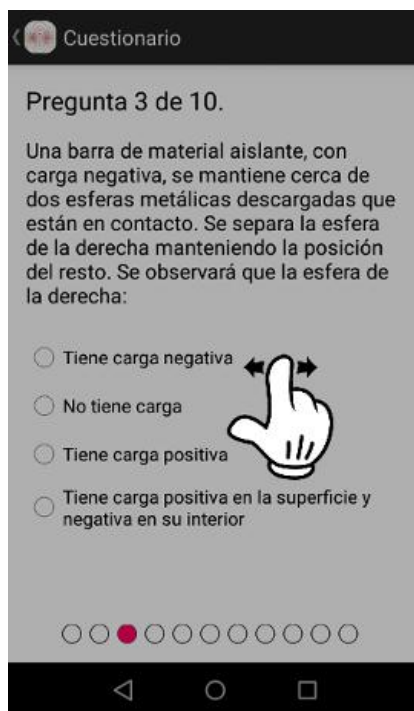 Cuestionario
Pregunta 3 de 10.
Una barra de material aislante, con
carga negativa, se mantiene cerca de
dos esferas metálicas descargadas que
están en contacto. Se separa la esfera
de la derecha manteniendo la posición
del resto. Se observará que la esfera de
la derecha:
Tiene carga negativa
No tiene carga
Tiene carga positiva
Tiene carga positiva en la superficie y
negativa en su interior